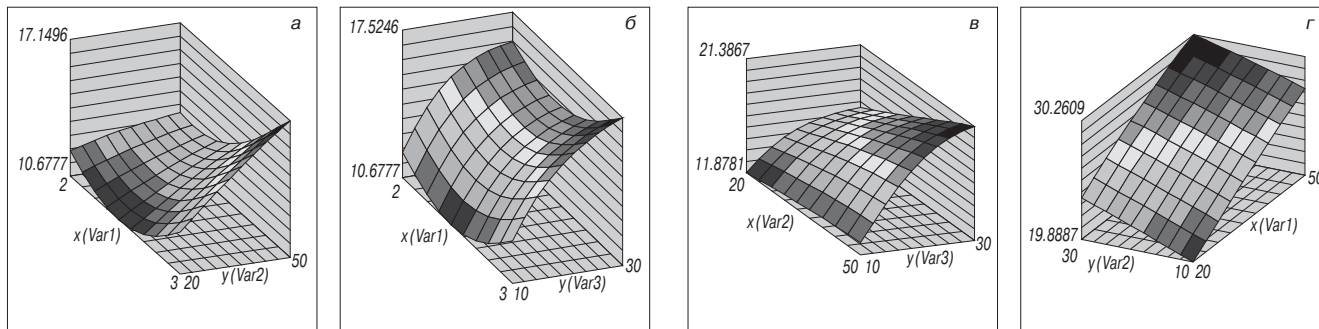 а
17.1496
10.6777
2
x (Var1)
3 20
y (Var2)
50
б
17.5246
10.6777
2
x (Var1)
3 10
y (Var3)
30
в
21.3867
11.8781
20
x (Var2)
50 10
y (Var3)
30
г
30.2609
19.8887
30
y (Var2)
10 20
x (Var1)
50